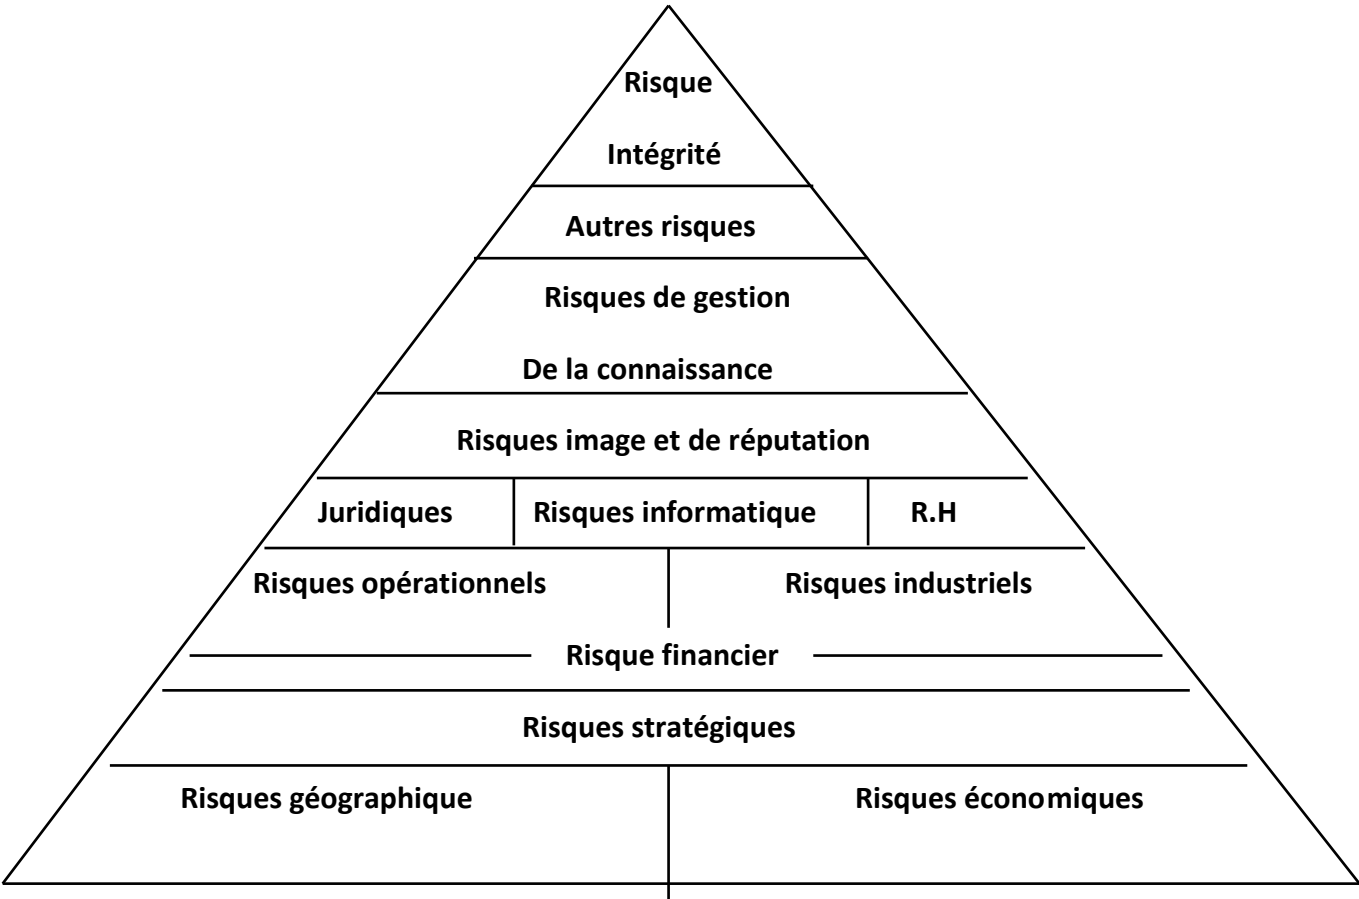 Risque
Intégrité
Autres risques
Risques de gestion
De la connaissance
Risques image et de réputation
Juridiques
Risques informatique
R.H
Risques opérationnels
Risques industriels
Risque financier
Risques stratégiques
Risques géographique
Risques économiques